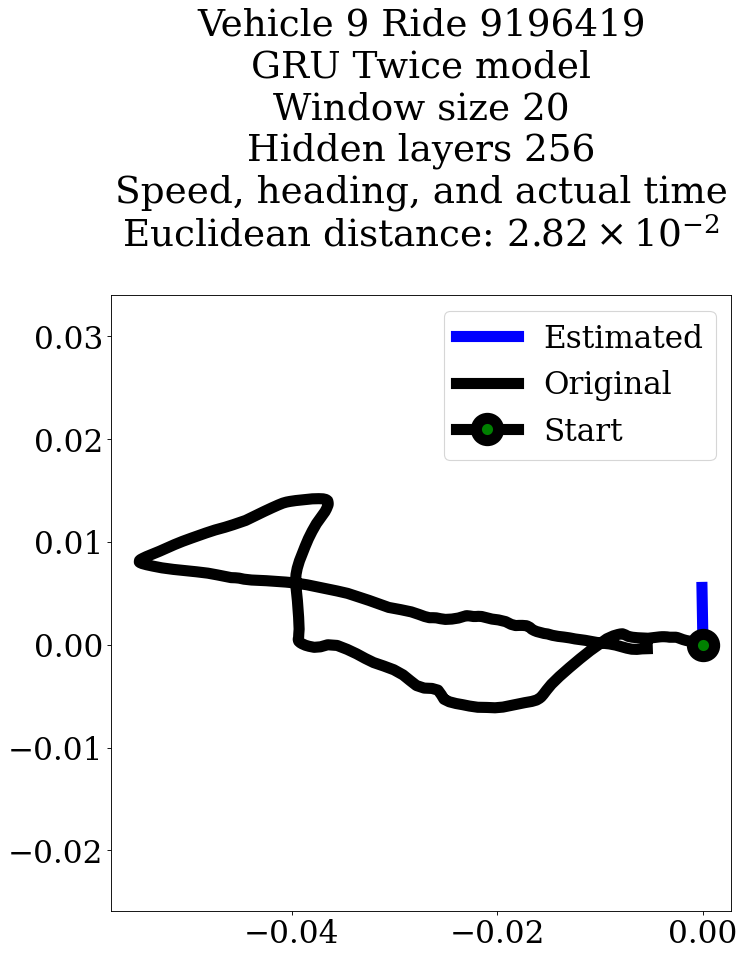 Vehicle 9 Ride 9196419
GRU Twice model
Window size 20
Hidden layers 256
Speed, heading, and actual time
Euclidean distance: 2.82 × 10⁻²
Estimated
Original
Start
0.03
0.02
0.01
0.00
−0.01
−0.02
−0.04
−0.02
0.00